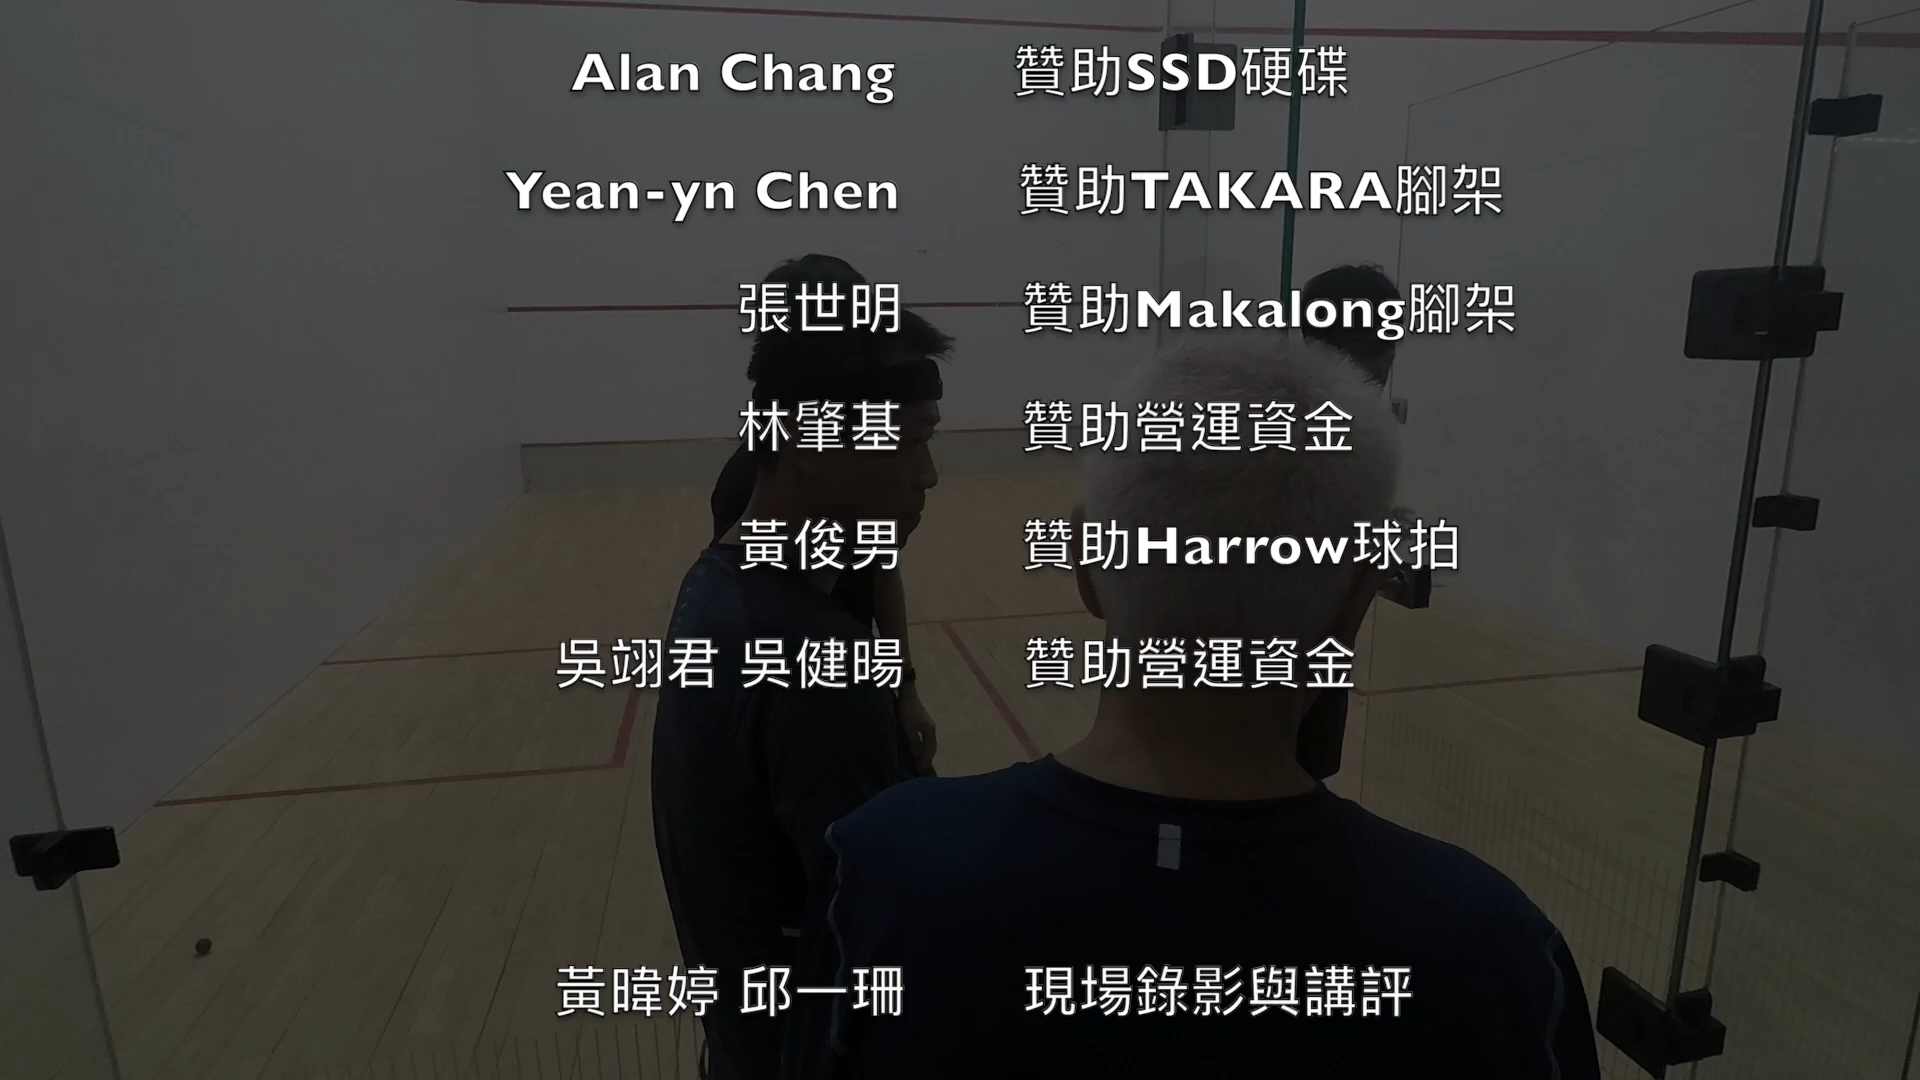 Alan Chang 贊助SSD硬碟
Yean-yn Chen 贊助TAKARA腳架
張世明 贊助Makalong腳架
林肇基 贊助營運資金
黃俊男 贊助Harrow球拍
吳翊君 吳健暘 贊助營運資金
黃暐婷 邱一珊 現場錄影與講評